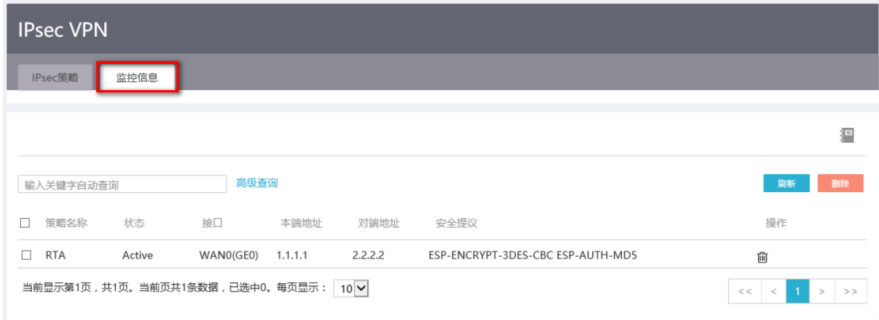 IPsec VPN
IPsec策略 监控信息
输入关键字自动查询 高级查询 刷新 删除
策略名称 状态 接口 本端地址 对端地址 安全提议 操作
RTA Active WAN0(GE0) 1.1.1.1 2.2.2.2 ESP-ENCRYPT-3DES-CBC ESP-AUTH-MD5
当前显示第1页，共1页。当前页共1条数据，已选中0。每页显示： 10 << < 1 > >>